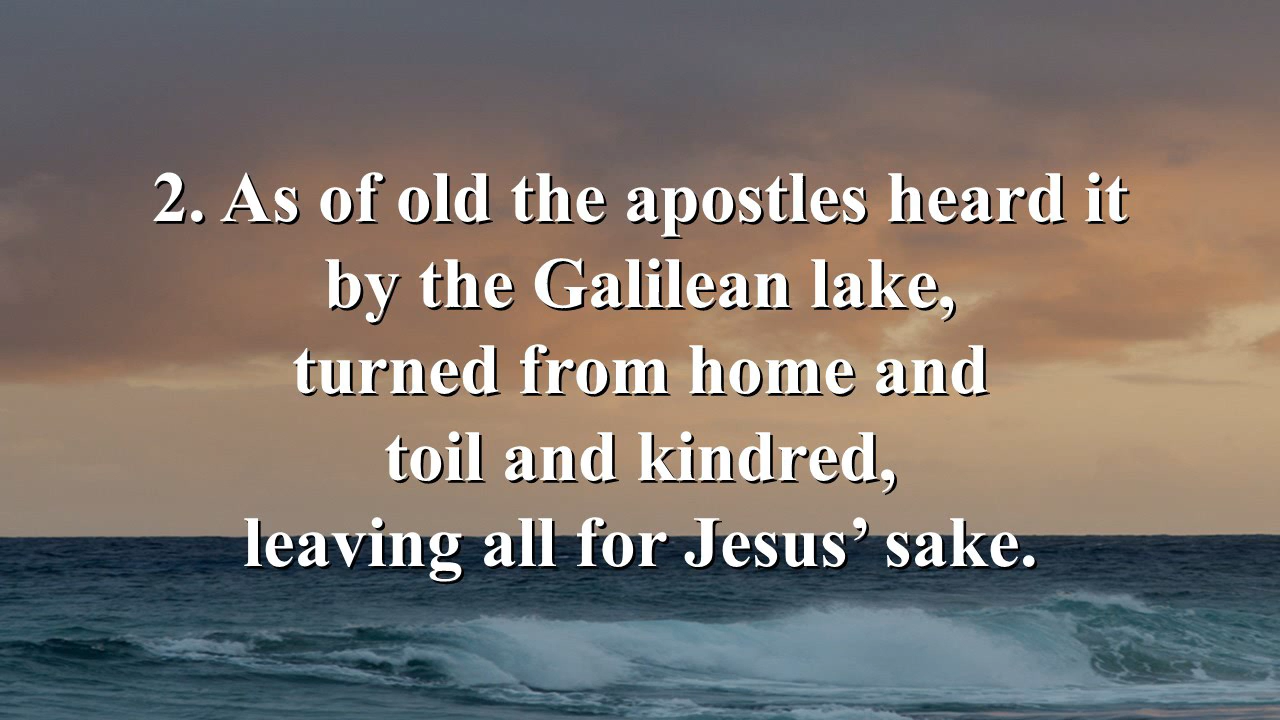 2. As of old the apostles heard it
by the Galilean lake,
turned from home and
toil and kindred,
leaving all for Jesus’ sake.